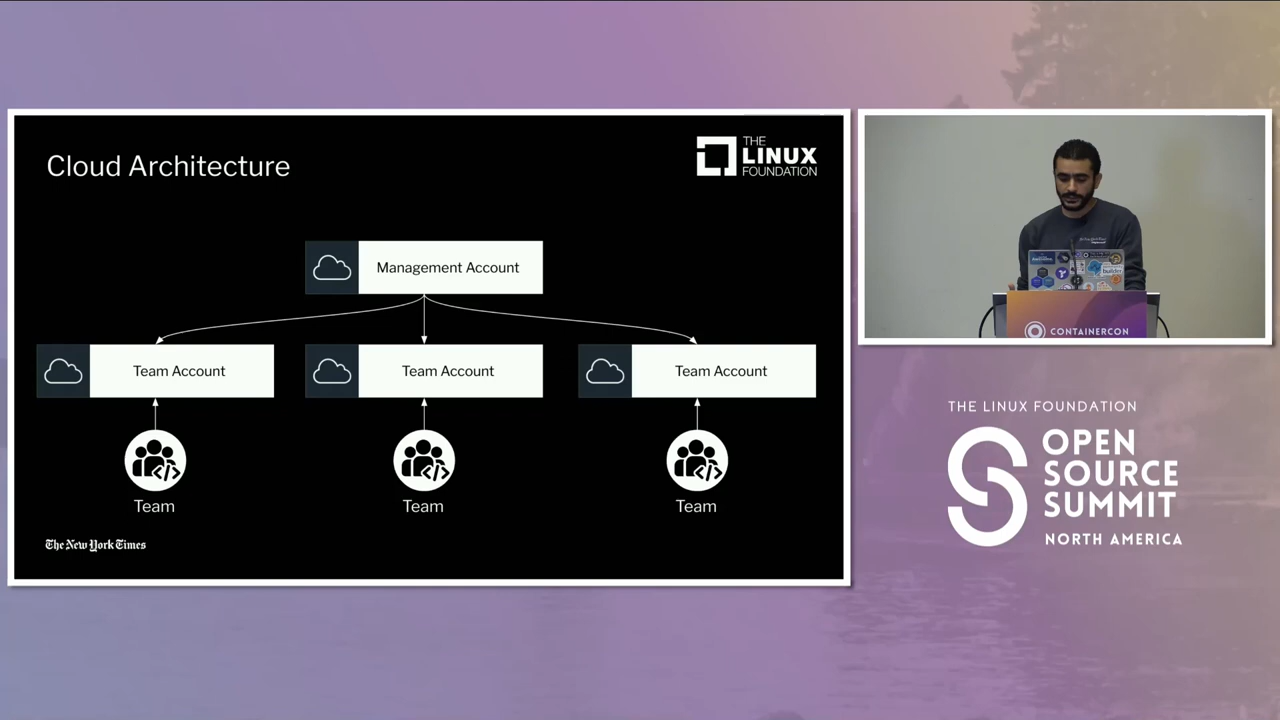 Cloud Architecture
THE
LINUX
FOUNDATION
Management Account
Team Account
Team Account
Team Account
Team
Team
Team
The New York Times
CONTAINERCON
THE LINUX FOUNDATION
OPEN
SOURCE
SUMMIT
NORTH AMERICA